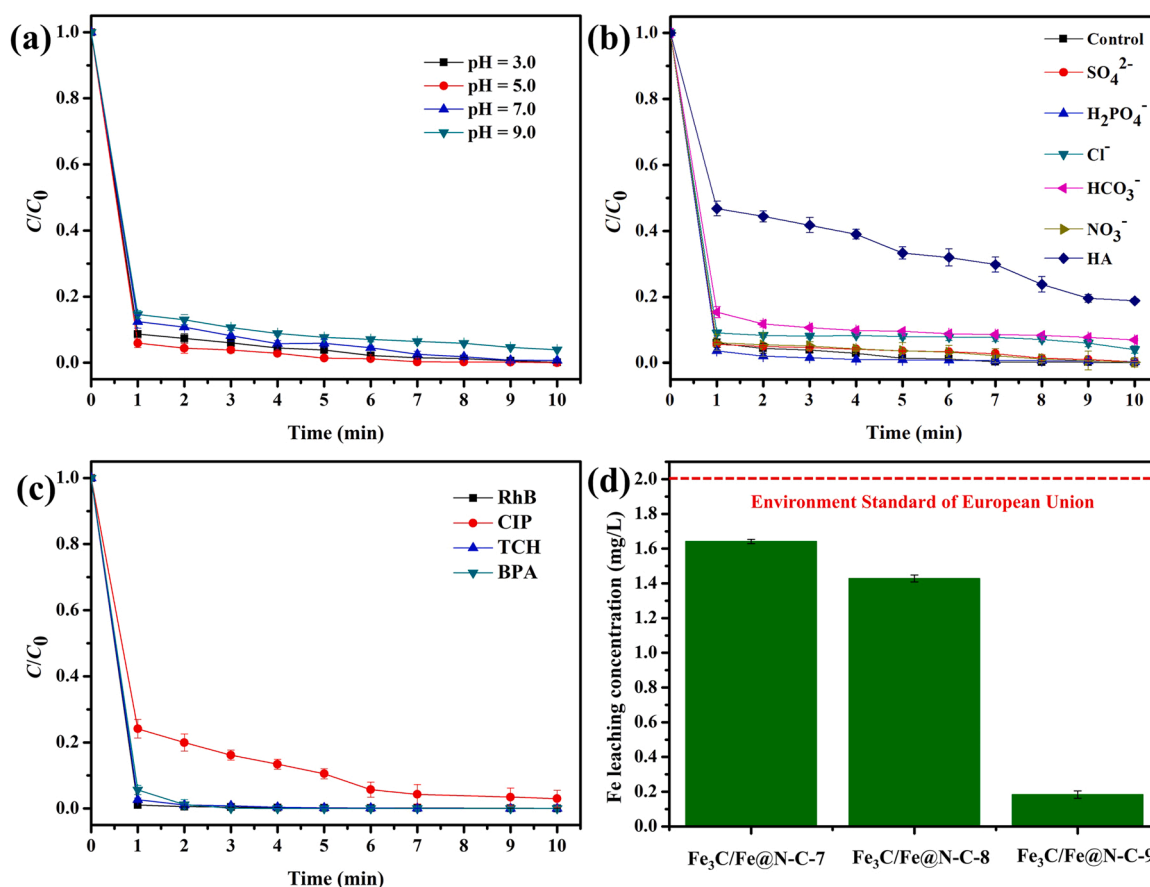 (a)
pH = 3.0
pH = 5.0
pH = 7.0
pH = 9.0
1.0
0.8
0.6
0.4
0.2
0.0
C/C₀
0 1 2 3 4 5 6 7 8 9 10
Time (min)
(b)
Control
SO₄²⁻
H₂PO₄⁻
Cl⁻
HCO₃⁻
NO₃⁻
HA
1.0
0.8
0.6
0.4
0.2
0.0
C/C₀
0 1 2 3 4 5 6 7 8 9 10
Time (min)
(c)
RhB
CIP
TCH
BPA
1.0
0.8
0.6
0.4
0.2
0.0
C/C₀
0 1 2 3 4 5 6 7 8 9 10
Time (min)
(d)
Environment Standard of European Union
2.0
1.8
1.6
1.4
1.2
1.0
0.8
0.6
0.4
0.2
0.0
Fe leaching concentration (mg/L)
Fe₃C/Fe@N-C-7 Fe₃C/Fe@N-C-8 Fe₃C/Fe@N-C-9